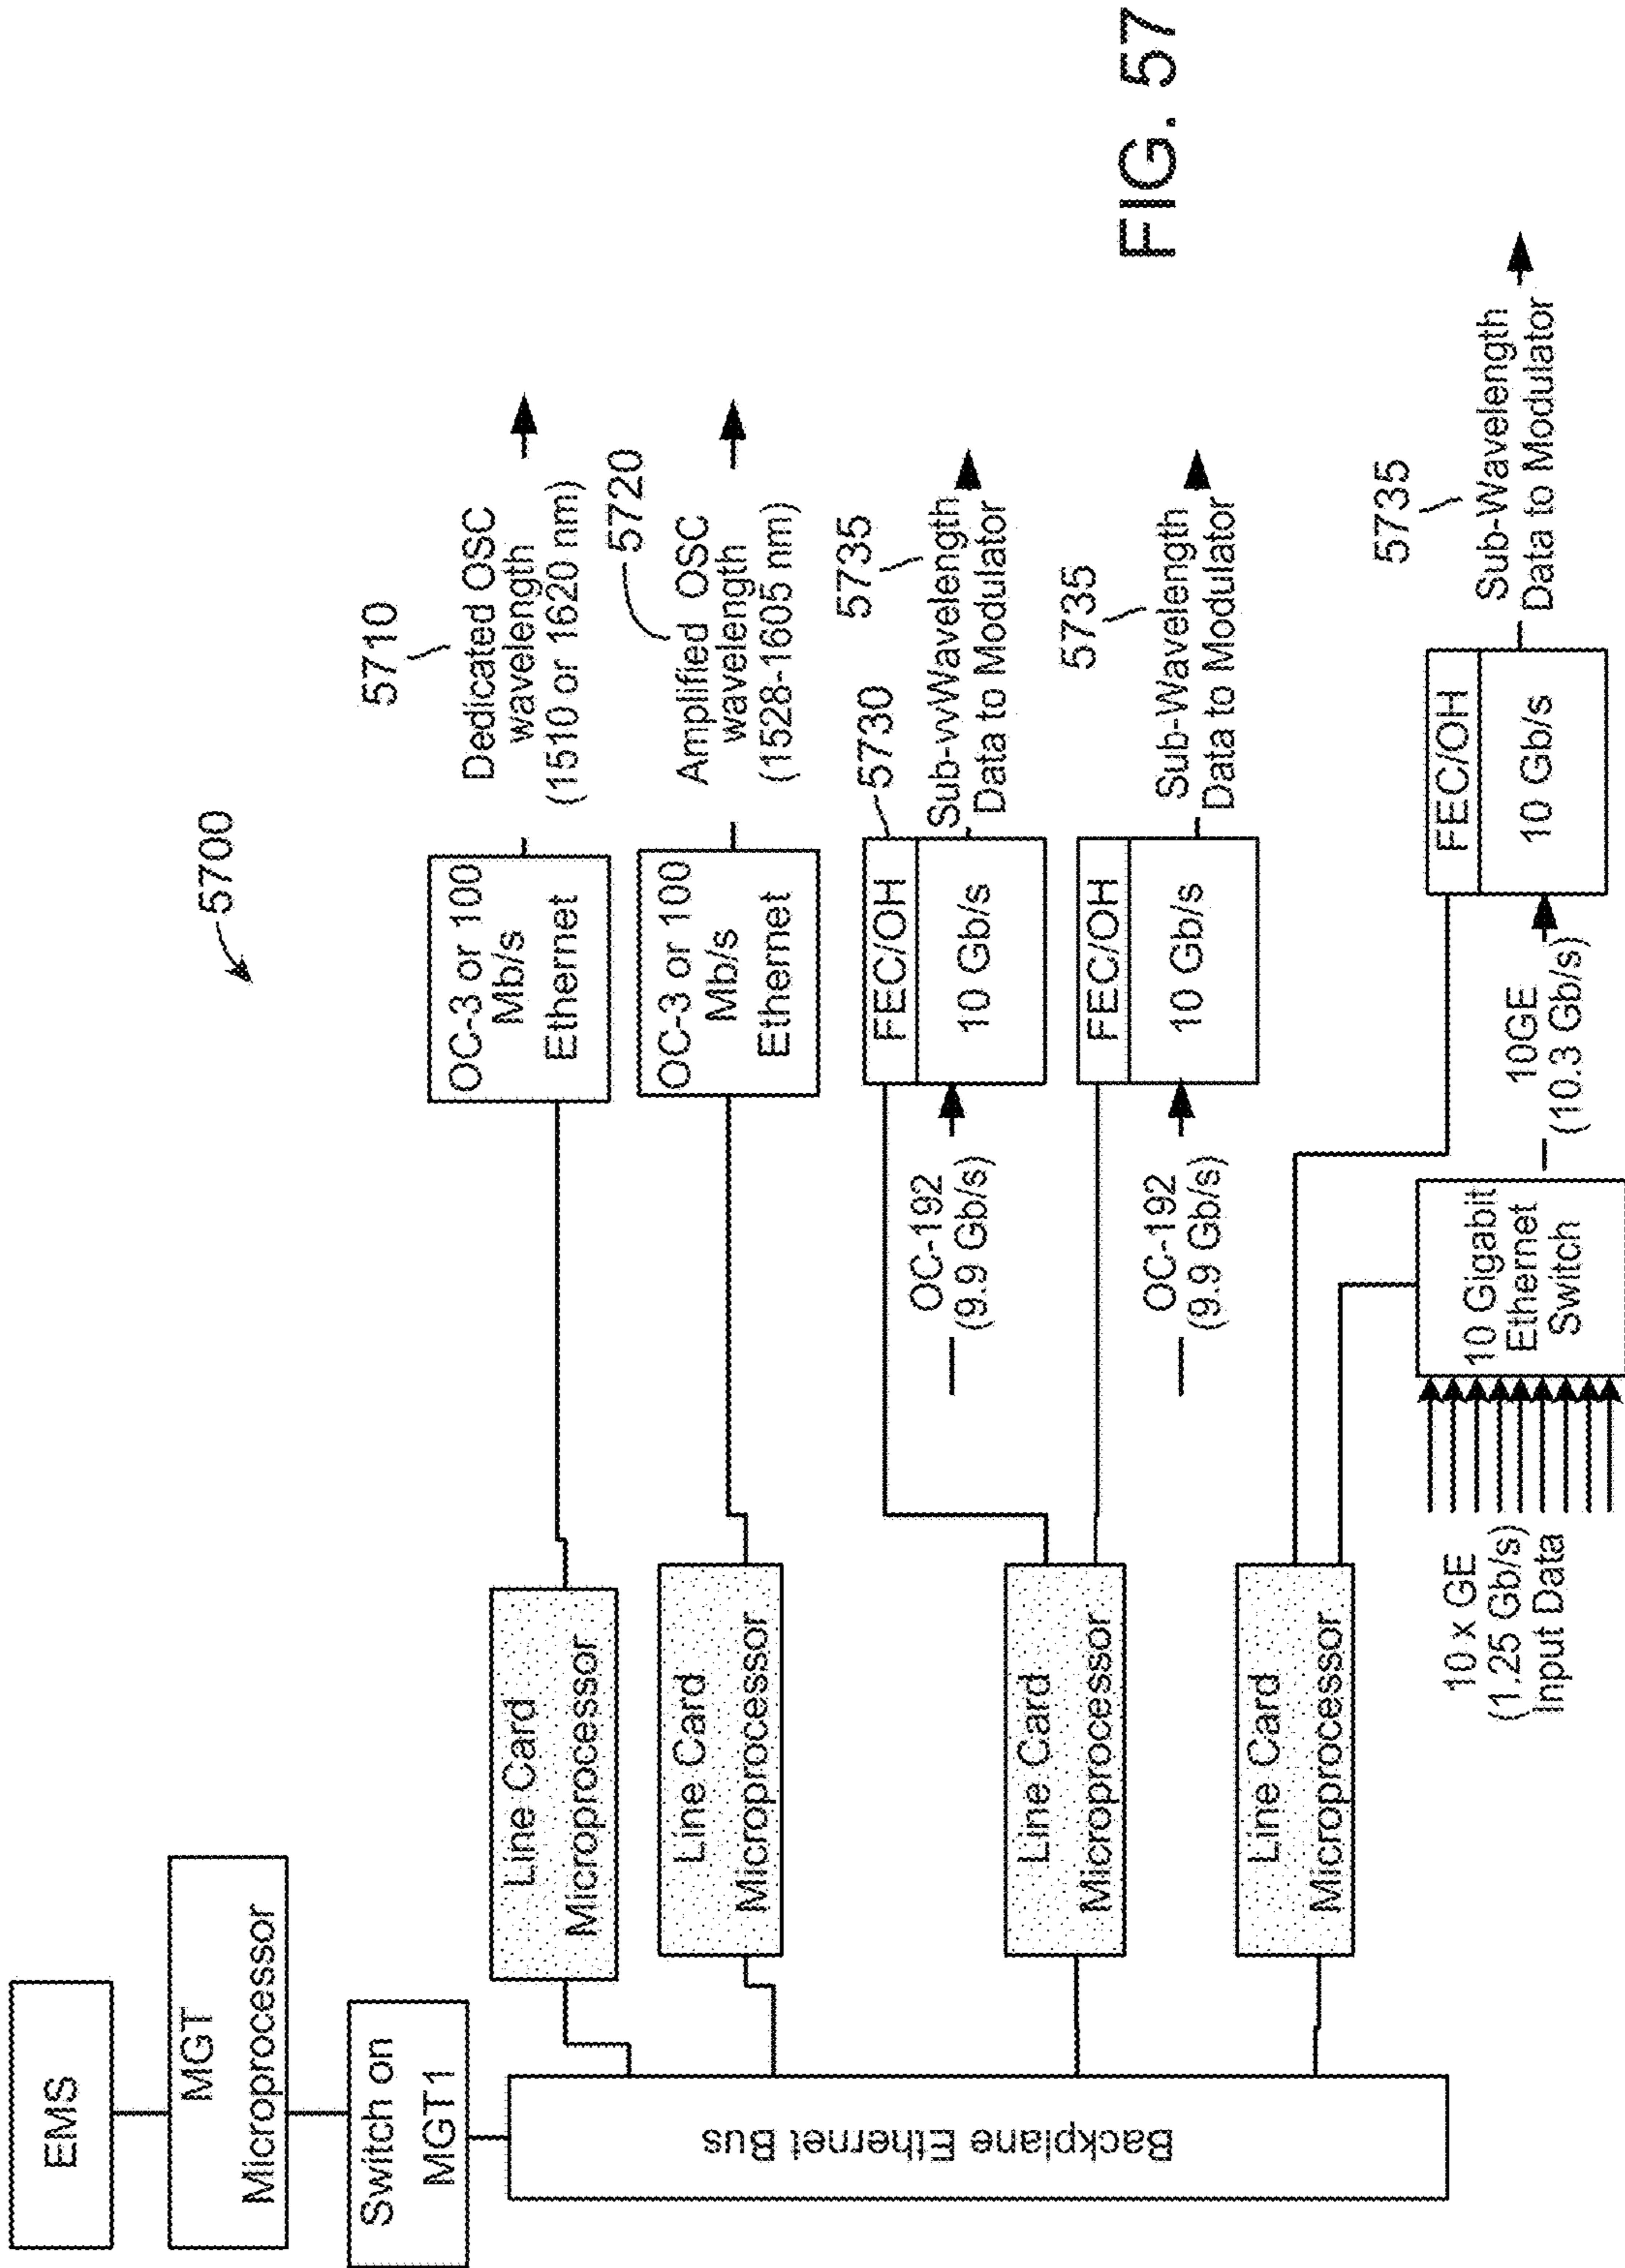 5700
EMS
MGT
Microprocessor
Switch on
MGT1
Backplane Ethernet Bus
Line Card
Microprocessor
OC-3 or 100
Mb/s
Ethernet
5710
Dedicated OSC
wavelength
(1510 or 1620 nm)
Line Card
Microprocessor
OC-3 or 100
Mb/s
Ethernet
5720
Amplified OSC
wavelength
(1528-1605 nm)
Line Card
Microprocessor
OC-192
(9.9 Gb/s)
FEC/OH
10 Gb/s
5730
5735
Sub-vvWavelength
Data to Modulator
OC-192
(9.9 Gb/s)
FEC/OH
10 Gb/s
5735
Sub-Wavelength
Data to Modulator
Line Card
Microprocessor
10 x GE
(1.25 Gb/s)
Input Data
10 Gigabit
Ethernet
Switch
10GE
(10.3 Gb/s)
FEC/OH
10 Gb/s
5735
Sub-Wavelength
Data to Modulator
FIG. 57